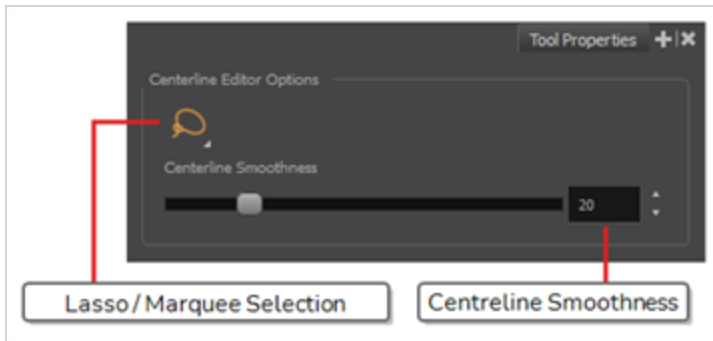 Tool Properties
Centerline Editor Options
Centerline Smoothness
20
Lasso / Marquee Selection
Centreline Smoothness